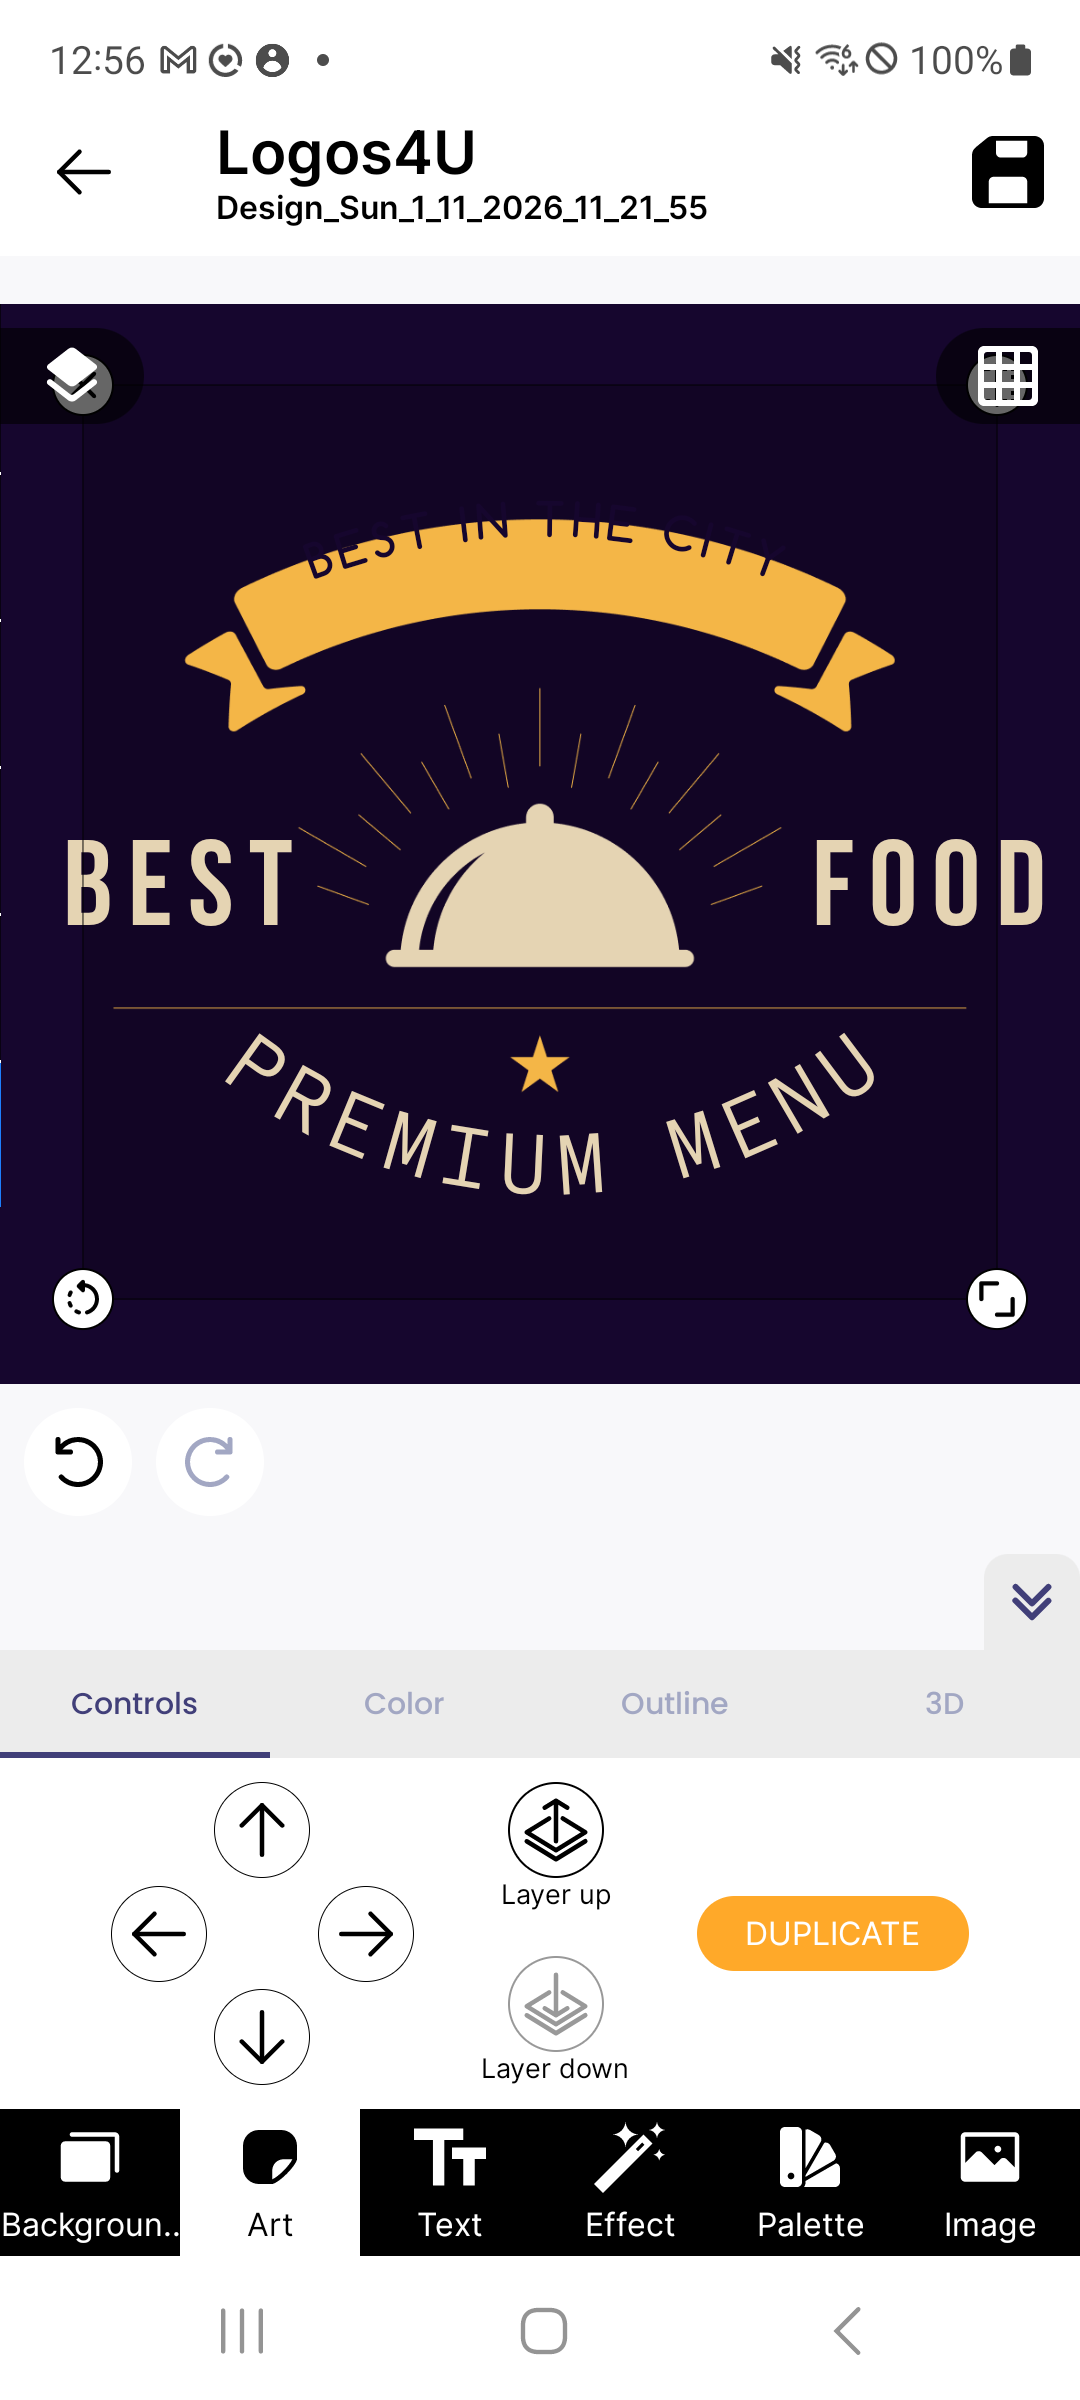 12:56
100%
Logos4U
Design_Sun_1_11_2026_11_21_55
BEST IN THE CITY
BEST FOOD
PREMIUM MENU
Controls Color Outline 3D
Layer up
DUPLICATE
Layer down
Backgroun.. Art Text Effect Palette Image